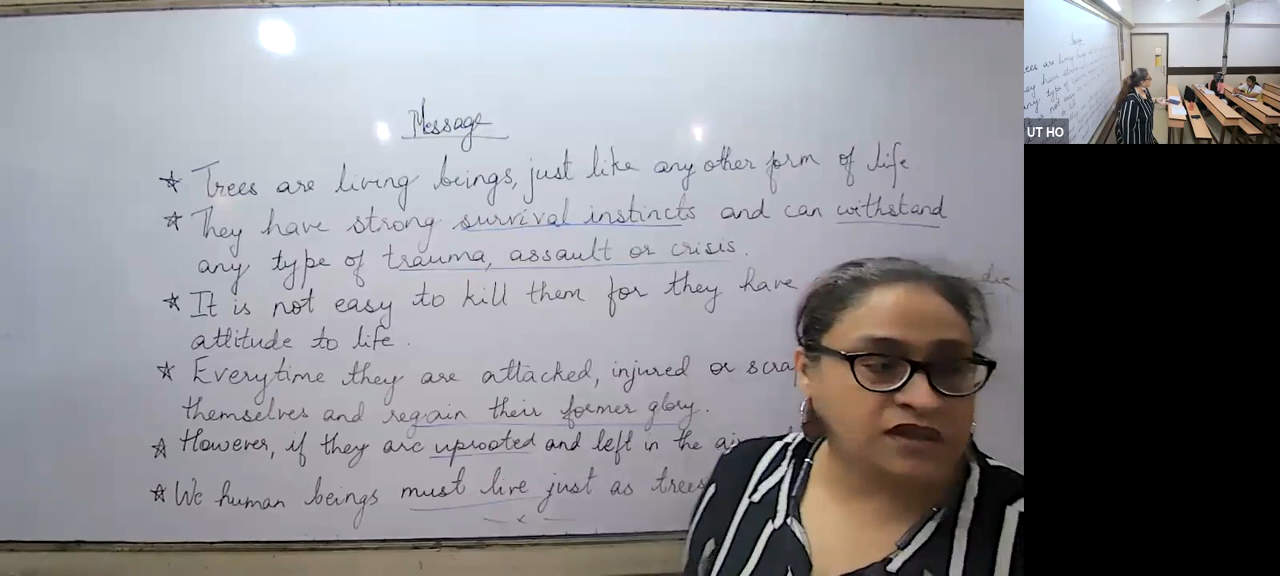 Message
☆ Trees are living beings, just like any other form of life
☆ They have strong survival instincts and can withstand
any type of trauma, assault or crisis.
☆ It is not easy to kill them for they have die
attitude to life.
☆ Everytime they are attacked, injured or
themselves and regain their former glory.
☆ However, if they are uprooted and left in the
☆ We human beings must live just as trees
- x -
UT HO